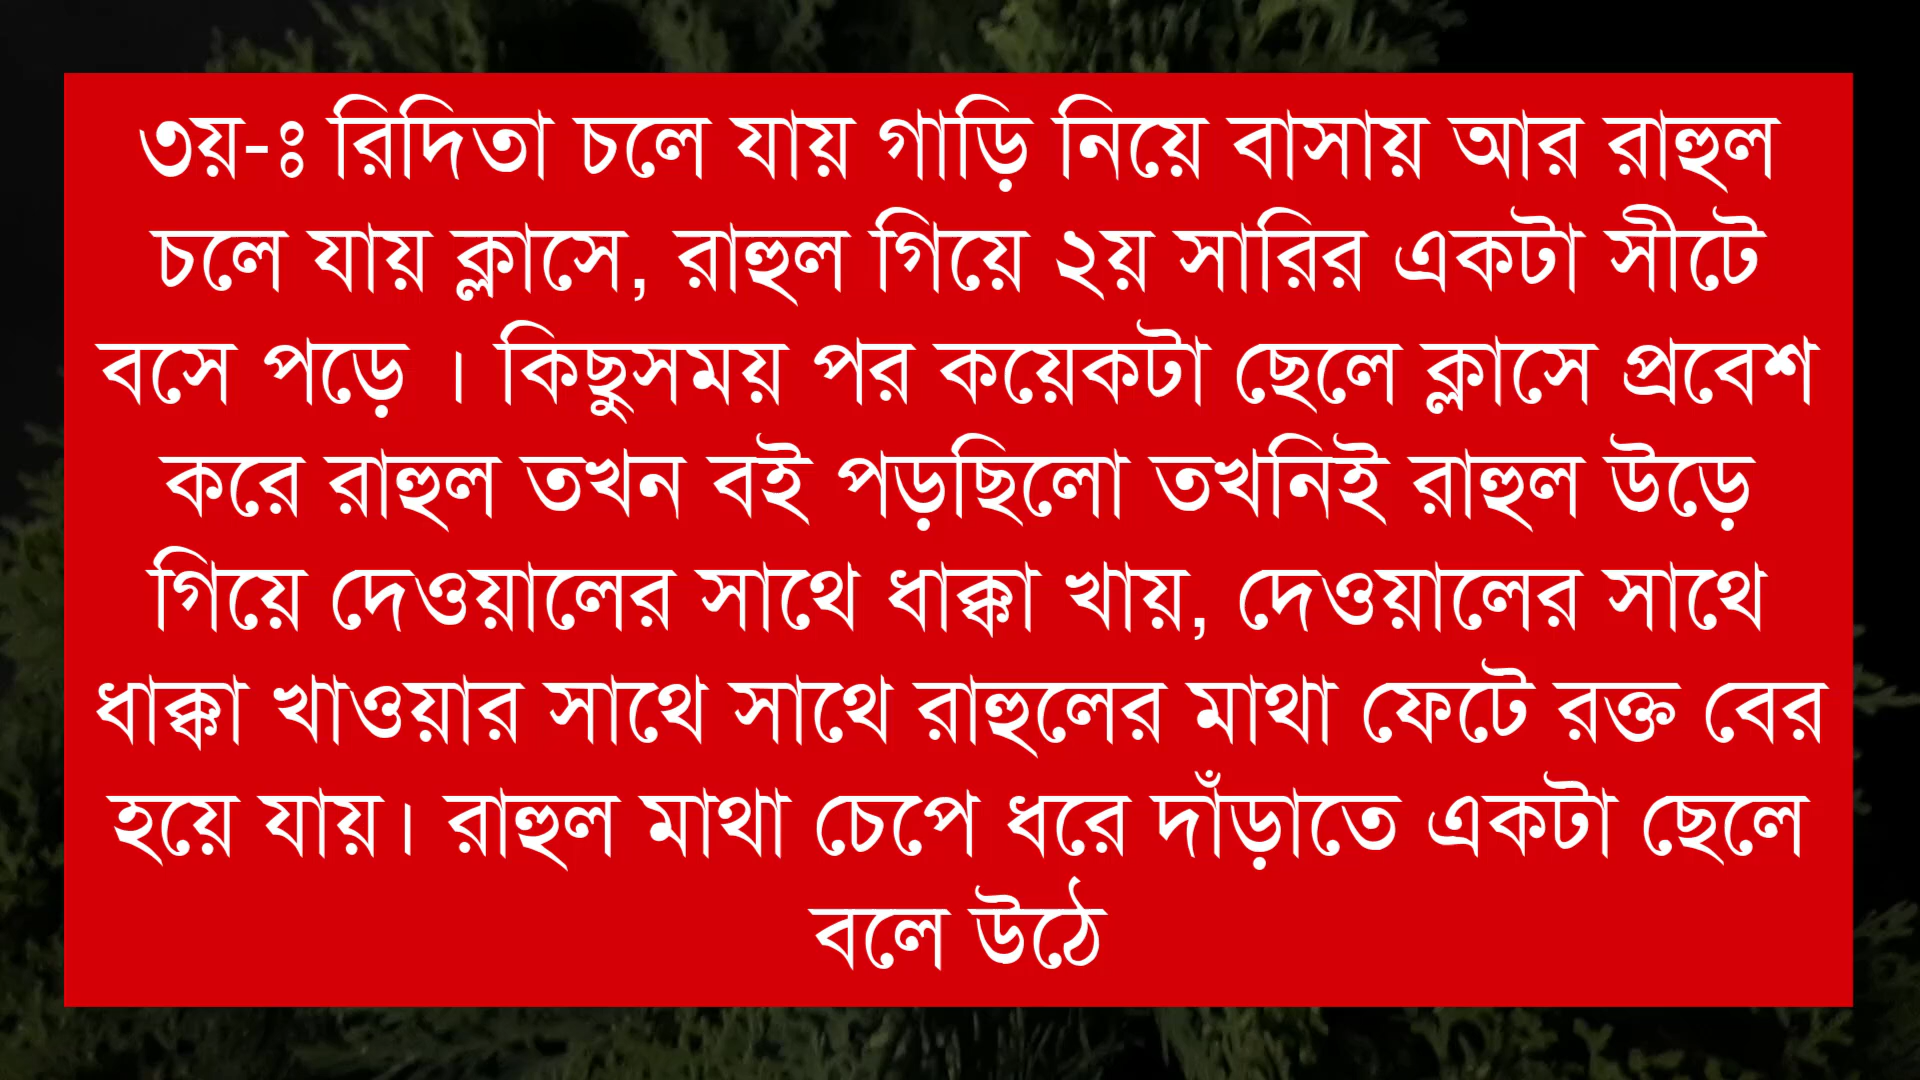 ৩য়-ঃ রিদিতা চলে যায় গাড়ি নিয়ে বাসায় আর রাহুল
চলে যায় ক্লাসে, রাহুল গিয়ে ২য় সারির একটা সীটে
বসে পড়ে । কিছুসময় পর কয়েকটা ছেলে ক্লাসে প্রবেশ
করে রাহুল তখন বই পড়ছিলো তখনিই রাহুল উড়ে
গিয়ে দেওয়ালের সাথে ধাক্কা খায়, দেওয়ালের সাথে
ধাক্কা খাওয়ার সাথে সাথে রাহুলের মাথা ফেটে রক্ত বের
হয়ে যায়। রাহুল মাথা চেপে ধরে দাঁড়াতে একটা ছেলে
বলে উঠে